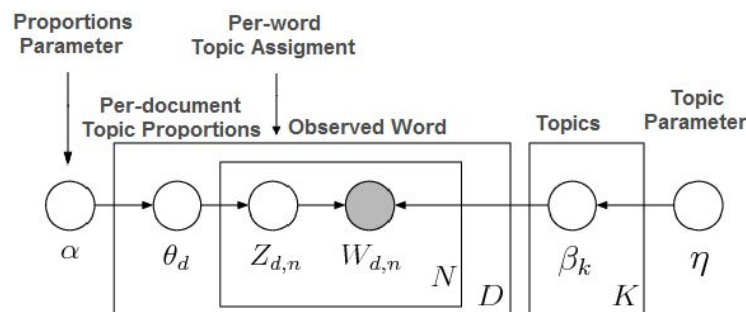 Proportions
Parameter
Per-word
Topic Assigment
Per-document
Topic Proportions
Observed Word
Topics
Topic
Parameter
α
θd
Zd,n
Wd,n
N
D
βk
K
η